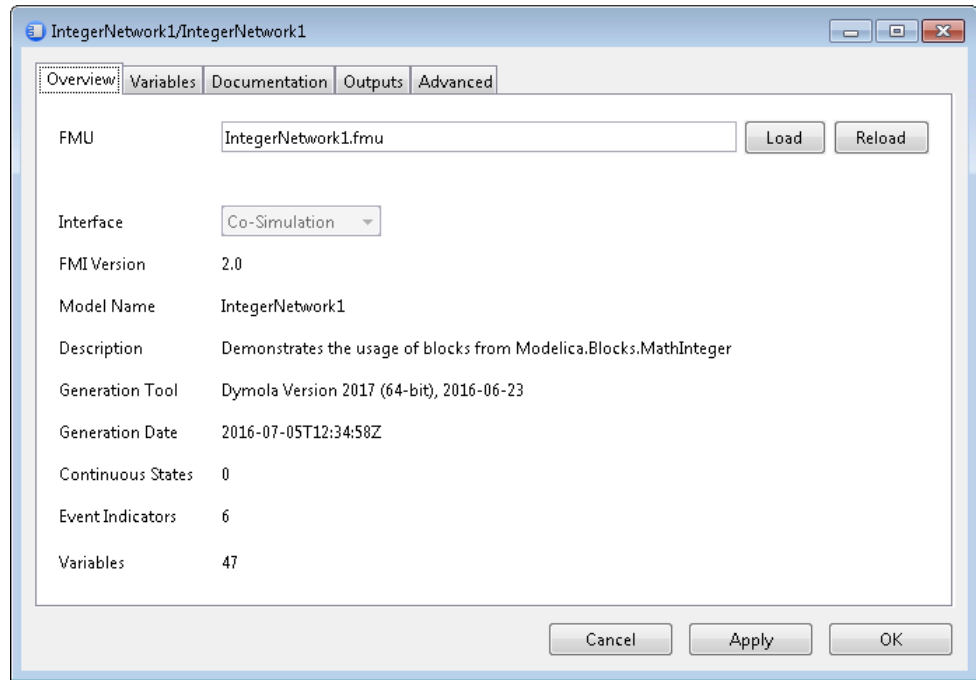 IntegerNetwork1/IntegerNetwork1
Overview Variables Documentation Outputs Advanced
FMU IntegerNetwork1.fmu Load Reload
Interface Co-Simulation
FMI Version 2.0
Model Name IntegerNetwork1
Description Demonstrates the usage of blocks from Modelica.Blocks.MathInteger
Generation Tool Dymola Version 2017 (64-bit), 2016-06-23
Generation Date 2016-07-05T12:34:58Z
Continuous States 0
Event Indicators 6
Variables 47
Cancel Apply OK